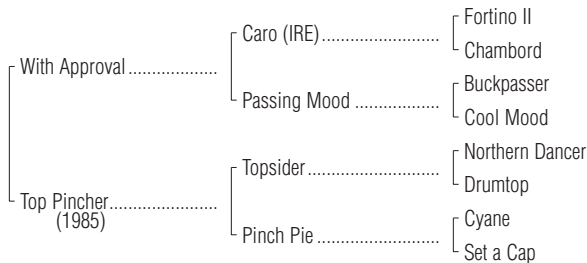 Fortino II
Caro (IRE)
Chambord
With Approval
Buckpasser
Passing Mood
Cool Mood
Northern Dancer
Topsider
Drumtop
Top Pincher
(1985)
Cyane
Pinch Pie
Set a Cap